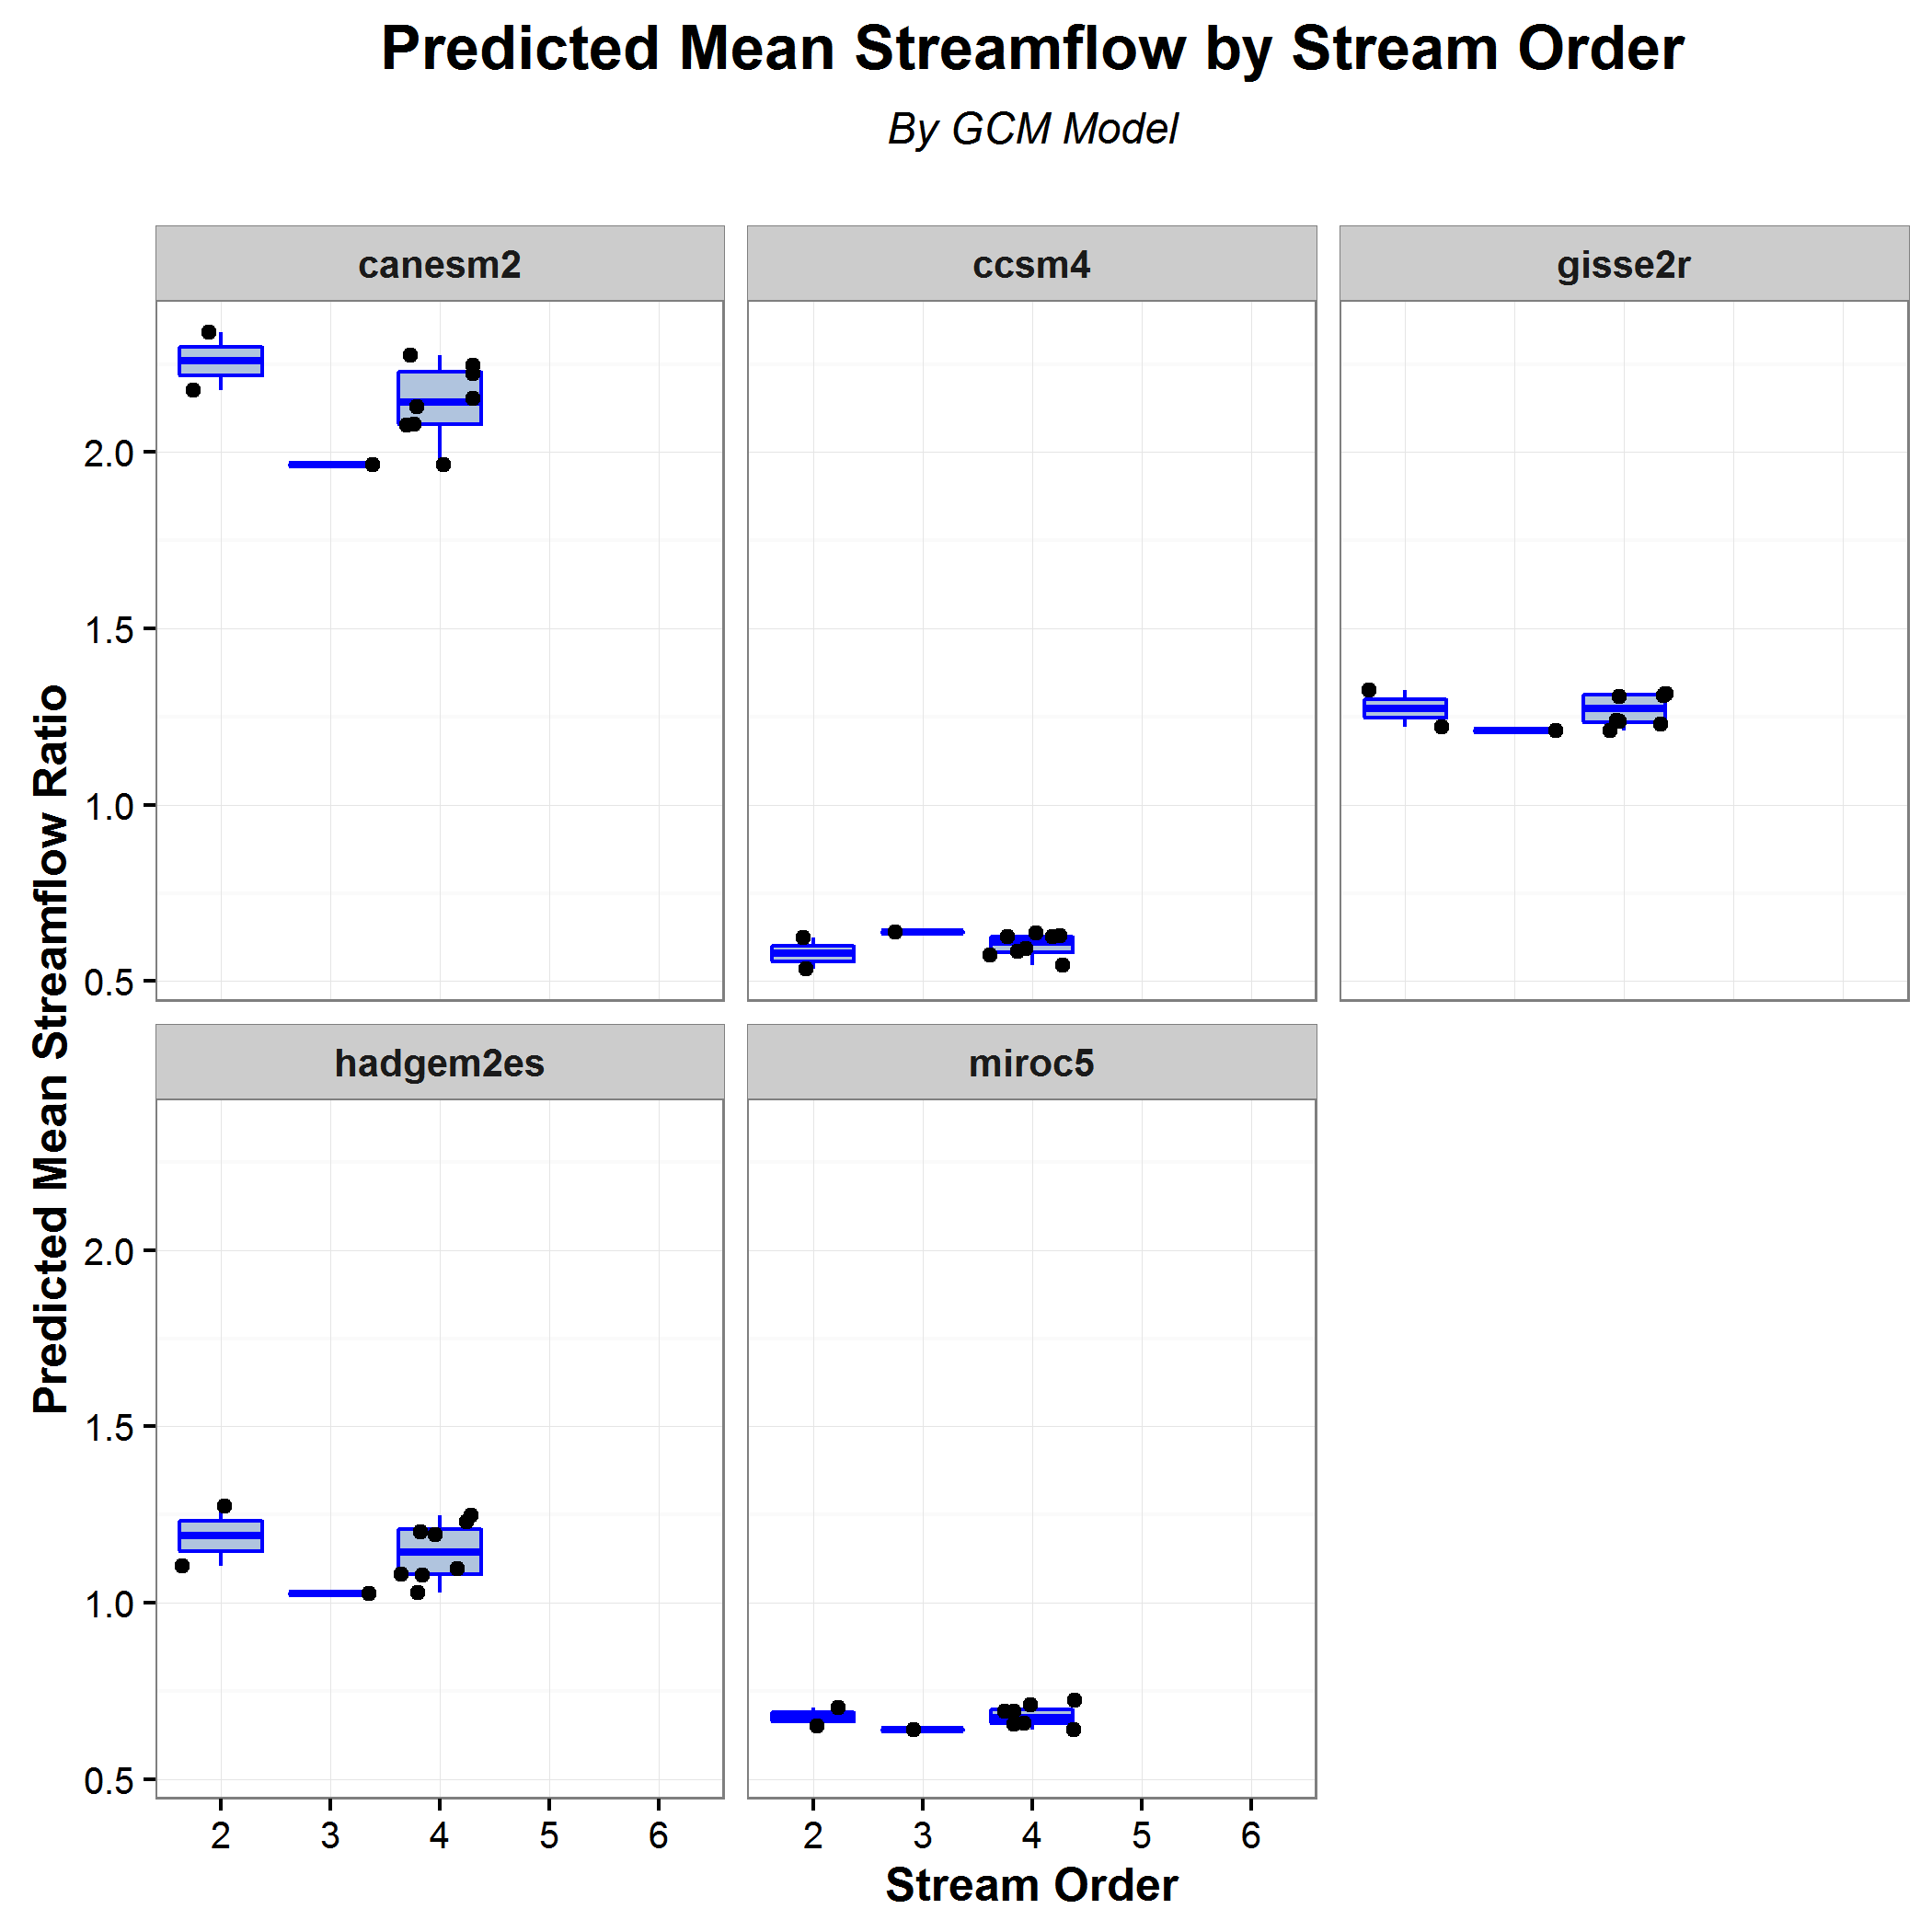 Predicted Mean Streamflow by Stream Order
By GCM Model
canesm2
ccsm4
gisse2r
2.0
1.5
1.0
0.5
Predicted Mean Streamflow Ratio
hadgem2es
miroc5
2.0
1.5
1.0
0.5
2 3 4 5 6
2 3 4 5 6
Stream Order